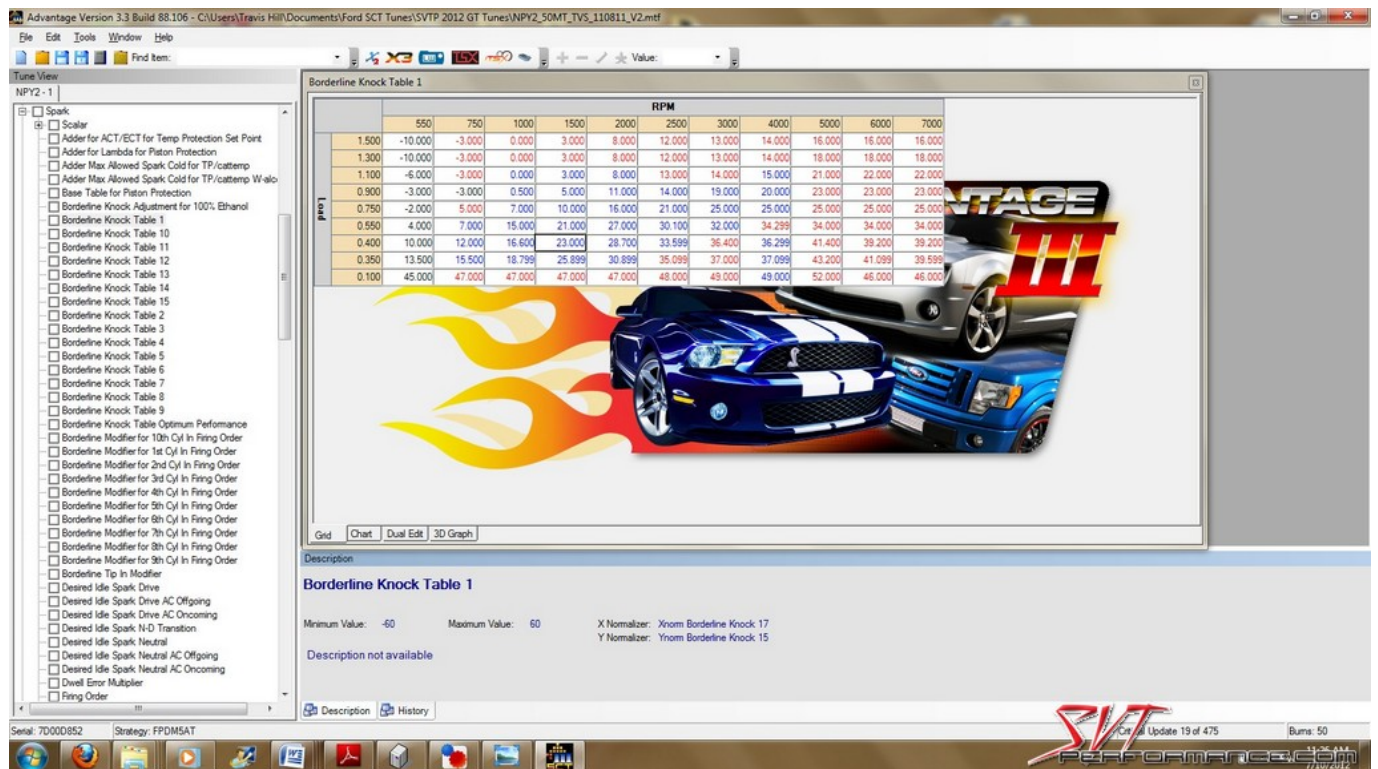 Advantage Version 3.3 Build 88.106 - C:\Users\Travis Hill\Documents\Ford SCT Tunes\SVTP 2012 GT Tunes\NPY2_50MT_TVS_110811_V2.mtf
File Edit Tools Window Help
Find Item: X3 TSX Value:
Tune View
NPY2 - 1
Spark
Scalar
Adder for ACT/ECT for Temp Protection Set Point
Adder for Lambda for Piston Protection
Adder Max Allowed Spark Cold for TP/cattemp
Adder Max Allowed Spark Cold for TP/cattemp W-alc
Base Table for Piston Protection
Borderline Knock Adjustment for 100% Ethanol
Borderline Knock Table 1
Borderline Knock Table 10
Borderline Knock Table 11
Borderline Knock Table 12
Borderline Knock Table 13
Borderline Knock Table 14
Borderline Knock Table 15
Borderline Knock Table 2
Borderline Knock Table 3
Borderline Knock Table 4
Borderline Knock Table 5
Borderline Knock Table 6
Borderline Knock Table 7
Borderline Knock Table 8
Borderline Knock Table 9
Borderline Knock Table Optimum Performance
Borderline Modifier for 10th Cyl In Firing Order
Borderline Modifier for 1st Cyl In Firing Order
Borderline Modifier for 2nd Cyl In Firing Order
Borderline Modifier for 3rd Cyl In Firing Order
Borderline Modifier for 4th Cyl In Firing Order
Borderline Modifier for 5th Cyl In Firing Order
Borderline Modifier for 6th Cyl In Firing Order
Borderline Modifier for 7th Cyl In Firing Order
Borderline Modifier for 8th Cyl In Firing Order
Borderline Modifier for 9th Cyl In Firing Order
Borderline Tip In Modifier
Desired Idle Spark Drive
Desired Idle Spark Drive AC Offgoing
Desired Idle Spark Drive AC Oncoming
Desired Idle Spark N-D Transition
Desired Idle Spark Neutral
Desired Idle Spark Neutral AC Offgoing
Desired Idle Spark Neutral AC Oncoming
Dwell Error Multiplier
Firing Order
Borderline Knock Table 1
RPM
550 750 1000 1500 2000 2500 3000 4000 5000 6000 7000
Load
1.500 -10.000 -3.000 0.000 3.000 8.000 12.000 13.000 14.000 16.000 16.000 16.000
1.300 -10.000 -3.000 0.000 3.000 8.000 12.000 13.000 14.000 18.000 18.000 18.000
1.100 -6.000 -3.000 0.000 3.000 8.000 13.000 14.000 15.000 21.000 22.000 22.000
0.900 -3.000 -3.000 0.500 5.000 11.000 14.000 19.000 20.000 23.000 23.000 23.000
0.750 -2.000 5.000 7.000 10.000 16.000 21.000 25.000 25.000 25.000 25.000 25.000
0.550 4.000 7.000 15.000 21.000 27.000 30.100 32.000 34.299 34.000 34.000 34.000
0.400 10.000 12.000 16.600 23.000 28.700 33.599 36.400 36.299 41.400 39.200 39.200
0.350 13.500 15.500 18.799 25.899 30.899 35.099 37.000 37.099 43.200 41.099 39.599
0.100 45.000 47.000 47.000 47.000 47.000 48.000 49.000 49.000 52.000 46.000 46.000
NTAGE
III
Grid Chart Dual Edit 3D Graph
Description
Borderline Knock Table 1
Minimum Value: -60 Maximum Value: 60 X Normalizer: Xnorm Borderline Knock 17
Y Normalizer: Ynorm Borderline Knock 15
Description not available
Description History
Serial: 7D00D852 Strategy: FPDM5AT Update 19 of 475 Burns: 50
SVT
PERFORMANCE.COM
11:26 AM
7/10/2012